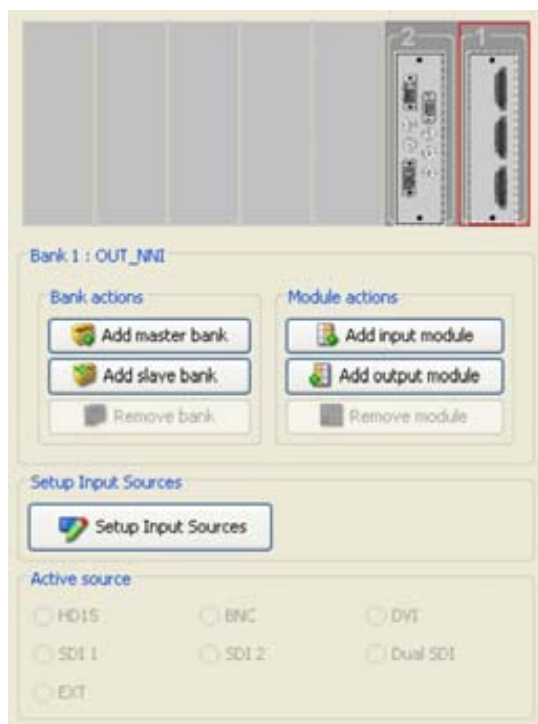 2 1
Bank 1 : OUT_NNI
Bank actions Module actions
Add master bank Add input module
Add slave bank Add output module
Remove bank Remove module
Setup Input Sources
Setup Input Sources
Active source
HD15 BNC DVI
SDI 1 SDI 2 Dual SDI
EXT